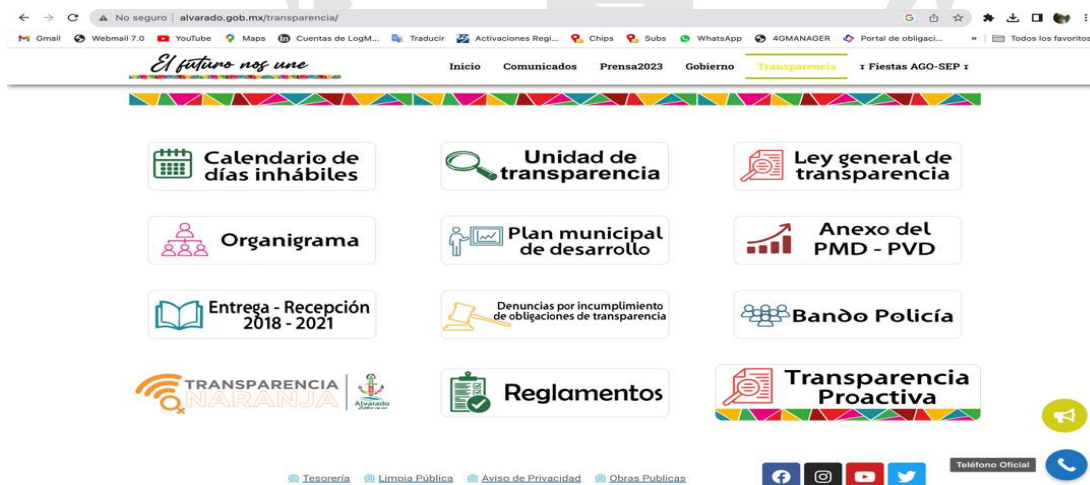 No seguro | alvarado.gob.mx/transparencia/
Gmail Webmail 7.0 YouTube Maps Cuentas de LogM... Traducir Activaciones Regi... Chips Subs WhatsApp 4GMANAGER Portal de obligaci... » Todos los favoritos
El futuro nos une
Inicio Comunicados Prensa2023 Gobierno Transparencia ɪ Fiestas AGO-SEP ɪ
Calendario de
días inhábiles
Unidad de
transparencia
Ley general de
transparencia
Organigrama
Plan municipal
de desarrollo
Anexo del
PMD - PVD
Entrega - Recepción
2018 - 2021
Denuncias por incumplimiento
de obligaciones de transparencia
Bando Policía
TRANSPARENCIA
NARANJA
Alvarado
Reglamentos
Transparencia
Proactiva
Teléfono Oficial
Tesorería Limpia Pública Aviso de Privacidad Obras Publicas